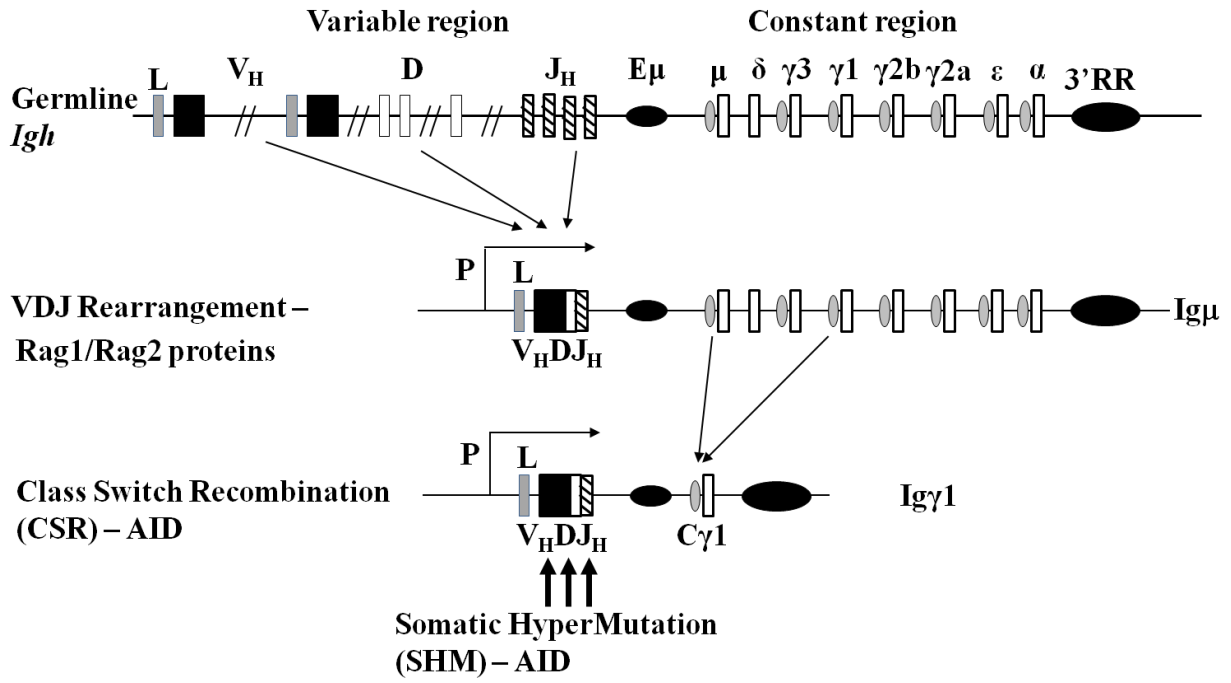 Variable region
Constant region
L
VH
D
JH
Eμ
μ
δ
γ3
γ1
γ2b
γ2a
ε
α
3’RR
Germline
Igh
P
L
VDJ Rearrangement –
Rag1/Rag2 proteins
VHDJH
Igμ
P
L
Class Switch Recombination
(CSR) – AID
VHDJH
Cγ1
Igγ1
Somatic HyperMutation
(SHM) – AID